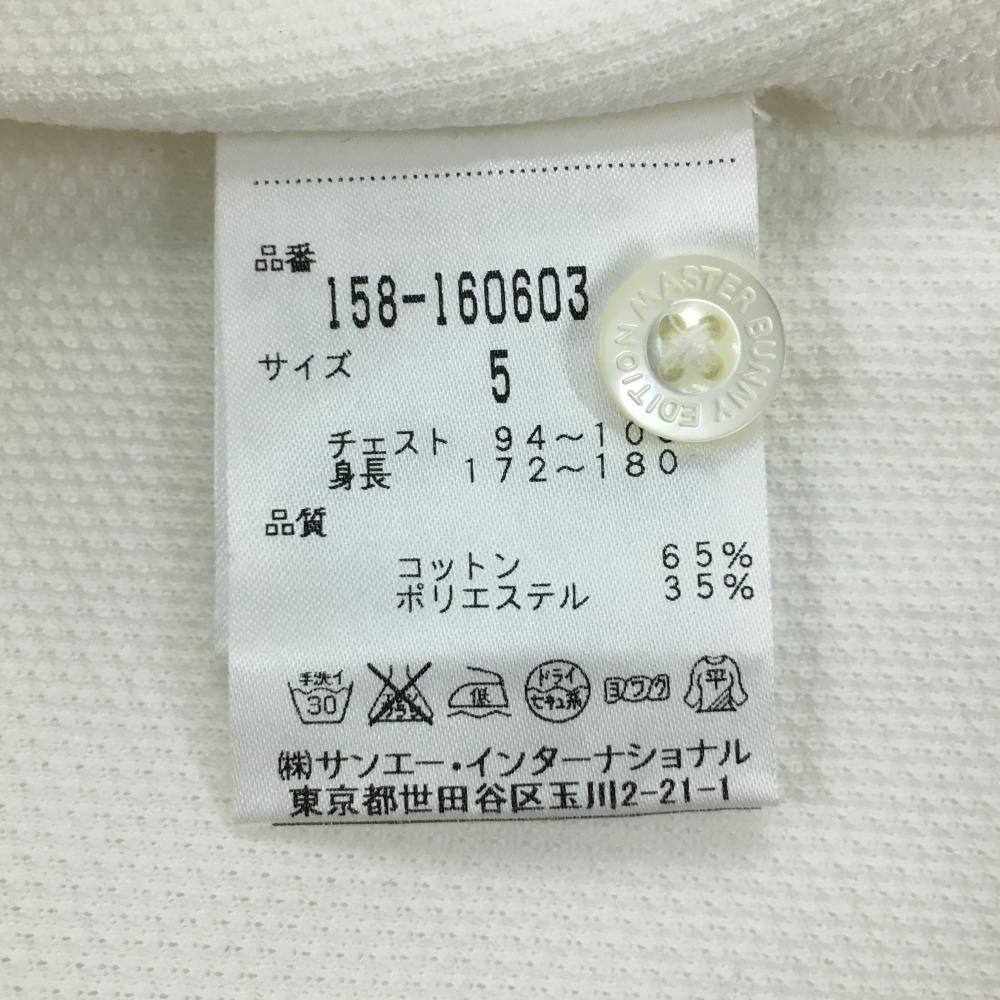 品番
158-160603
サイズ
5
チェスト 94~10
身長 172~180
品質
コットン 65%
ポリエステル 35%
手洗イ 30
低
ドライ
セキユ系
ヨワク
平
(株)サンエー・インターナショナル
東京都世田谷区玉川2-21-1
MASTER BUNNY EDITION